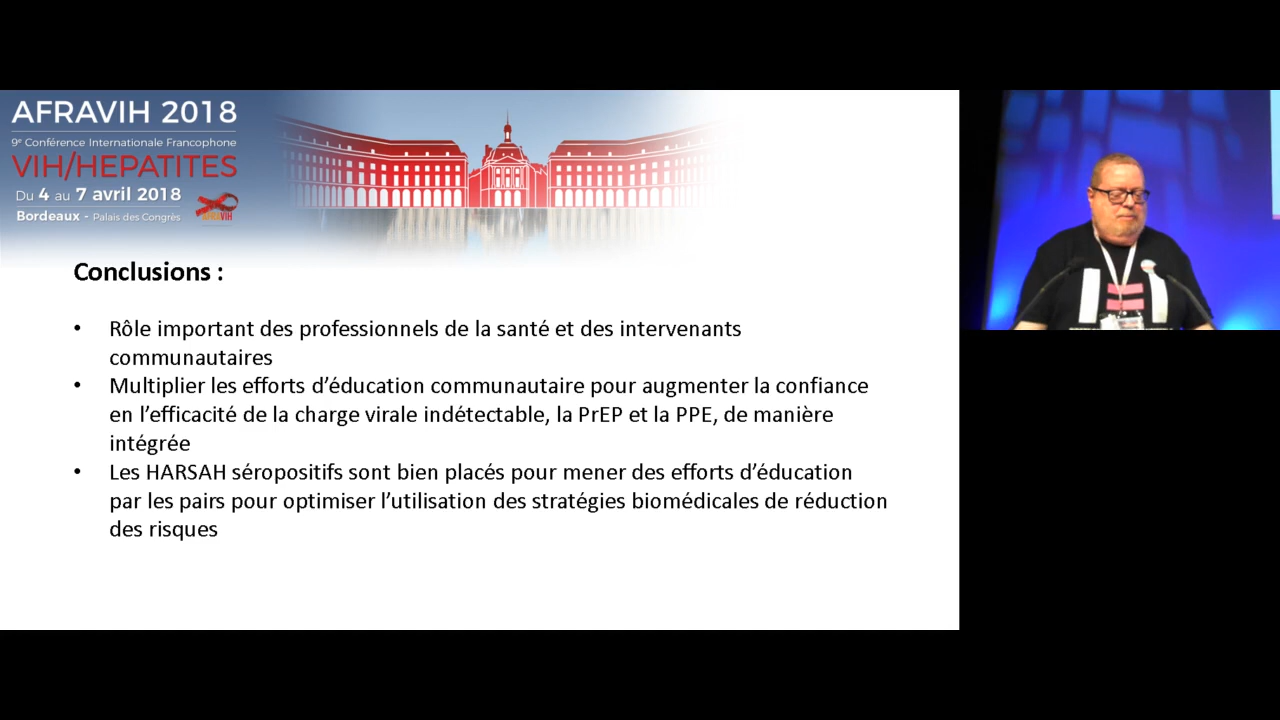 AFRAVIH 2018
9e Conférence Internationale Francophone
VIH/HEPATITES
Du 4 au 7 avril 2018
Bordeaux - Palais des Congrès
AFRAVIH
Conclusions :
• Rôle important des professionnels de la santé et des intervenants
communautaires
• Multiplier les efforts d’éducation communautaire pour augmenter la confiance
en l’efficacité de la charge virale indétectable, la PrEP et la PPE, de manière
intégrée
• Les HARSAH séropositifs sont bien placés pour mener des efforts d’éducation
par les pairs pour optimiser l’utilisation des stratégies biomédicales de réduction
des risques